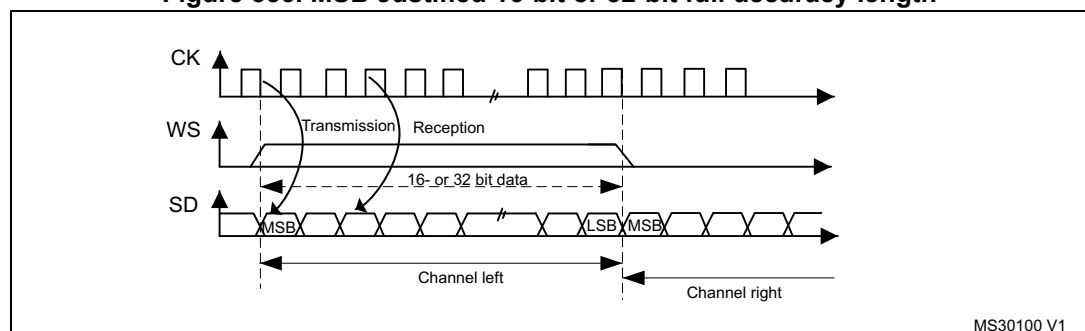 Figure 533. MSB Justified 16-bit or 32-bit full-accuracy length
CK
Transmission
Reception
WS
16- or 32 bit data
SD
MSB
LSB
MSB
Channel left
Channel right
MS30100 V1